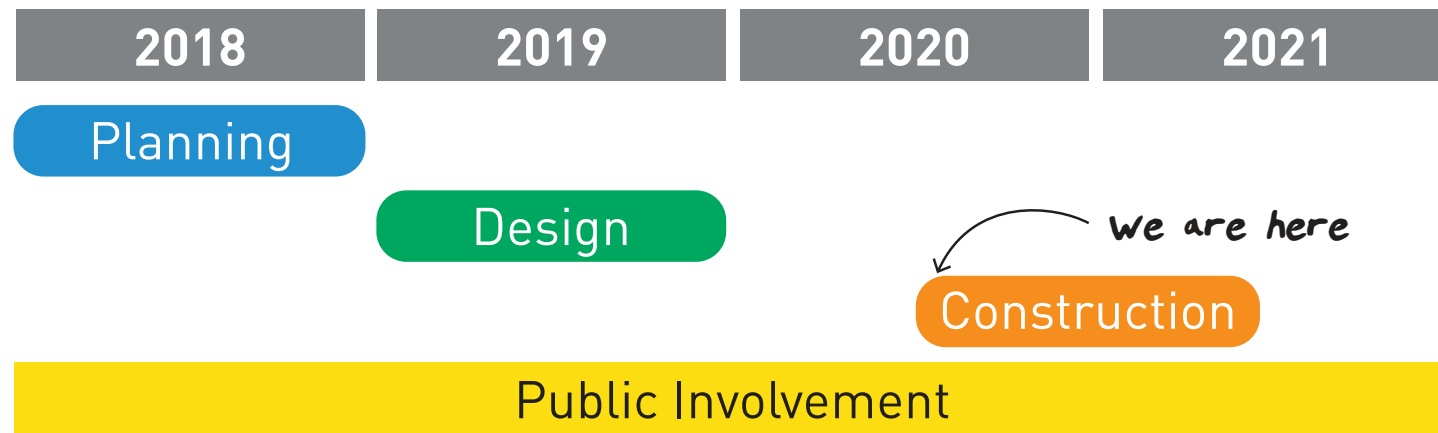 2018 2019 2020 2021
Planning
Design
We are here
Construction
Public Involvement